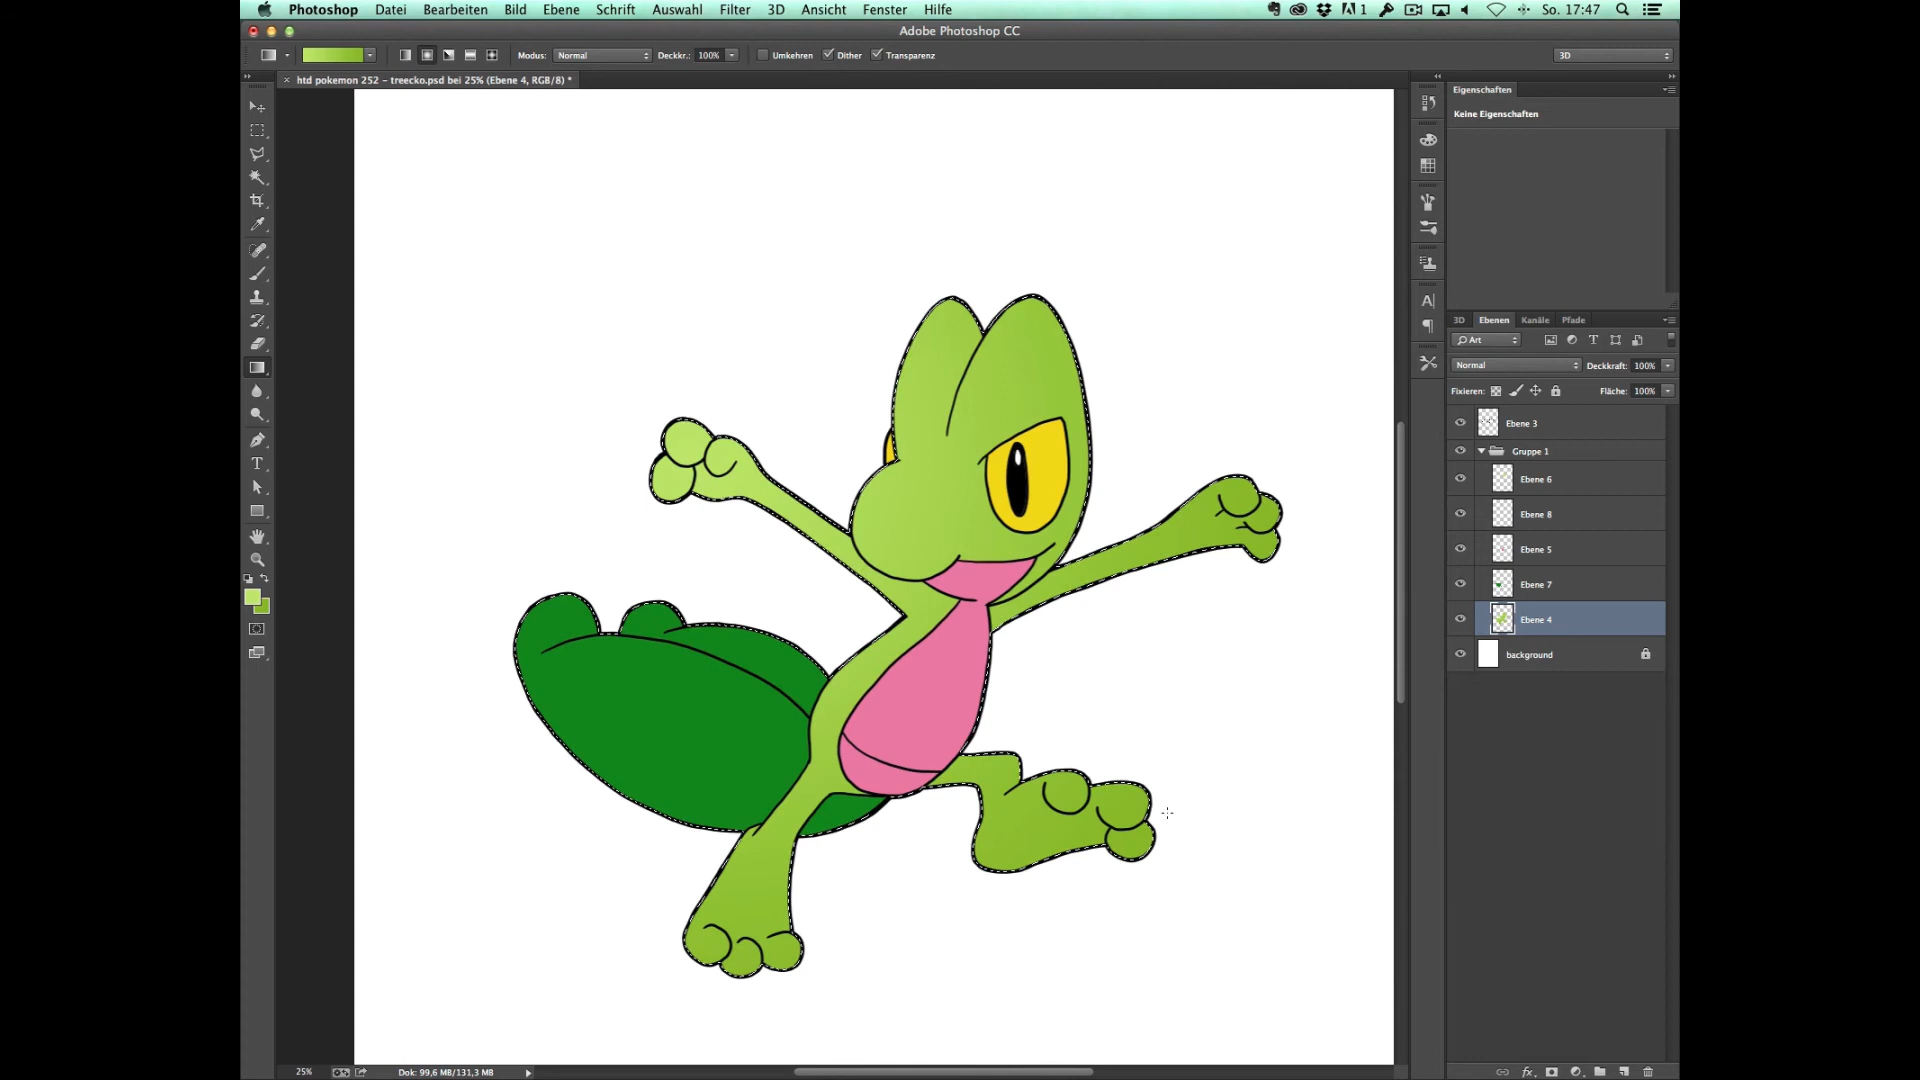 Photoshop Datei Bearbeiten Bild Ebene Schrift Auswahl Filter 3D Ansicht Fenster Hilfe 1 So. 17:47
Adobe Photoshop CC
Modus: Normal Deckkr.: 100% Umkehren Dither Transparenz 3D
× htd pokemon 252 - treecko.psd bei 25% (Ebene 4, RGB/8) *
Eigenschaften
Keine Eigenschaften
3D Ebenen Kanäle Pfade
Art
Normal Deckkraft: 100%
Fixieren: Fläche: 100%
Ebene 3
Gruppe 1
Ebene 6
Ebene 8
Ebene 5
Ebene 7
Ebene 4
background
25% Dok: 99,6 MB/131,3 MB